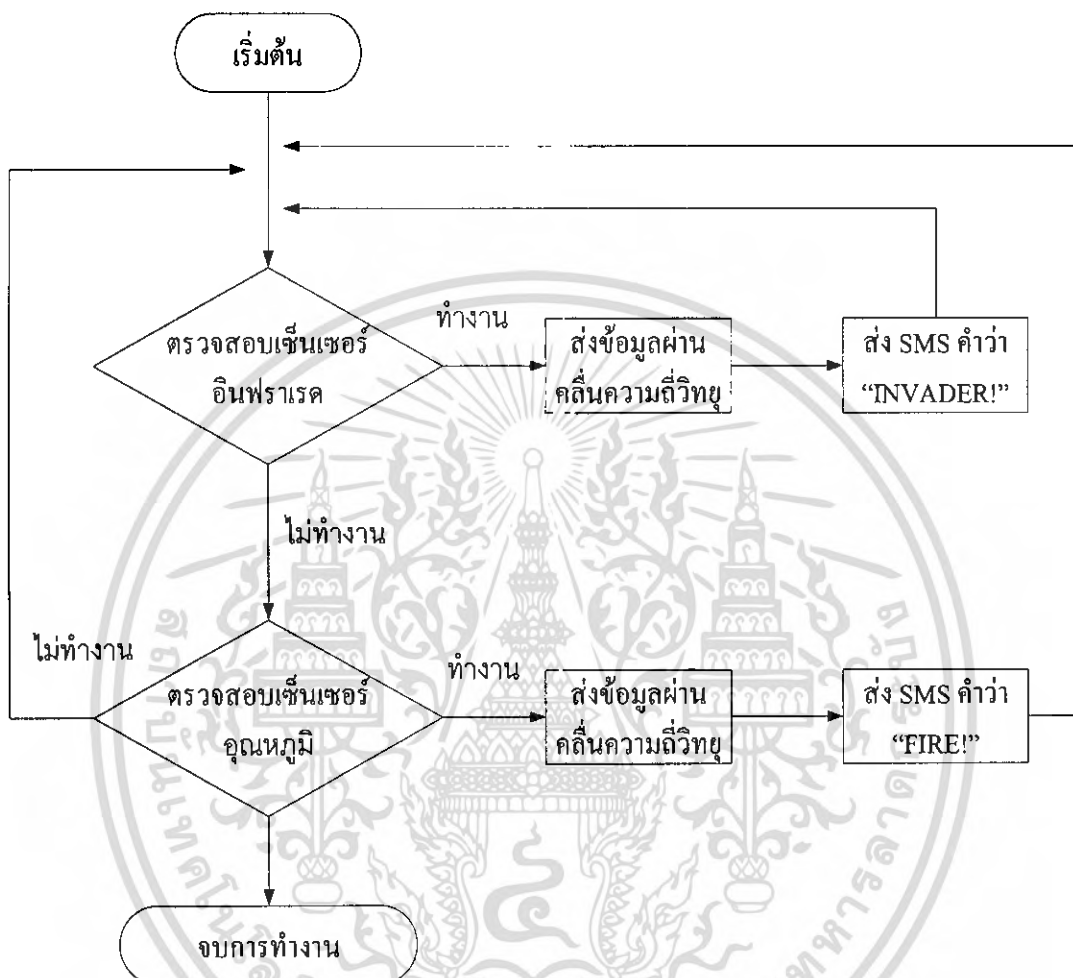 เริ่มต้น
ตรวจสอบเซ็นเซอร์
อินฟราเรด
ทำงาน
ส่งข้อมูลผ่าน
คลื่นความถี่วิทยุ
ส่ง SMS คำว่า
“INVADER!”
ไม่ทำงาน
ไม่ทำงาน
ตรวจสอบเซ็นเซอร์
อุณหภูมิ
ทำงาน
ส่งข้อมูลผ่าน
คลื่นความถี่วิทยุ
ส่ง SMS คำว่า
“FIRE!”
จบการทำงาน